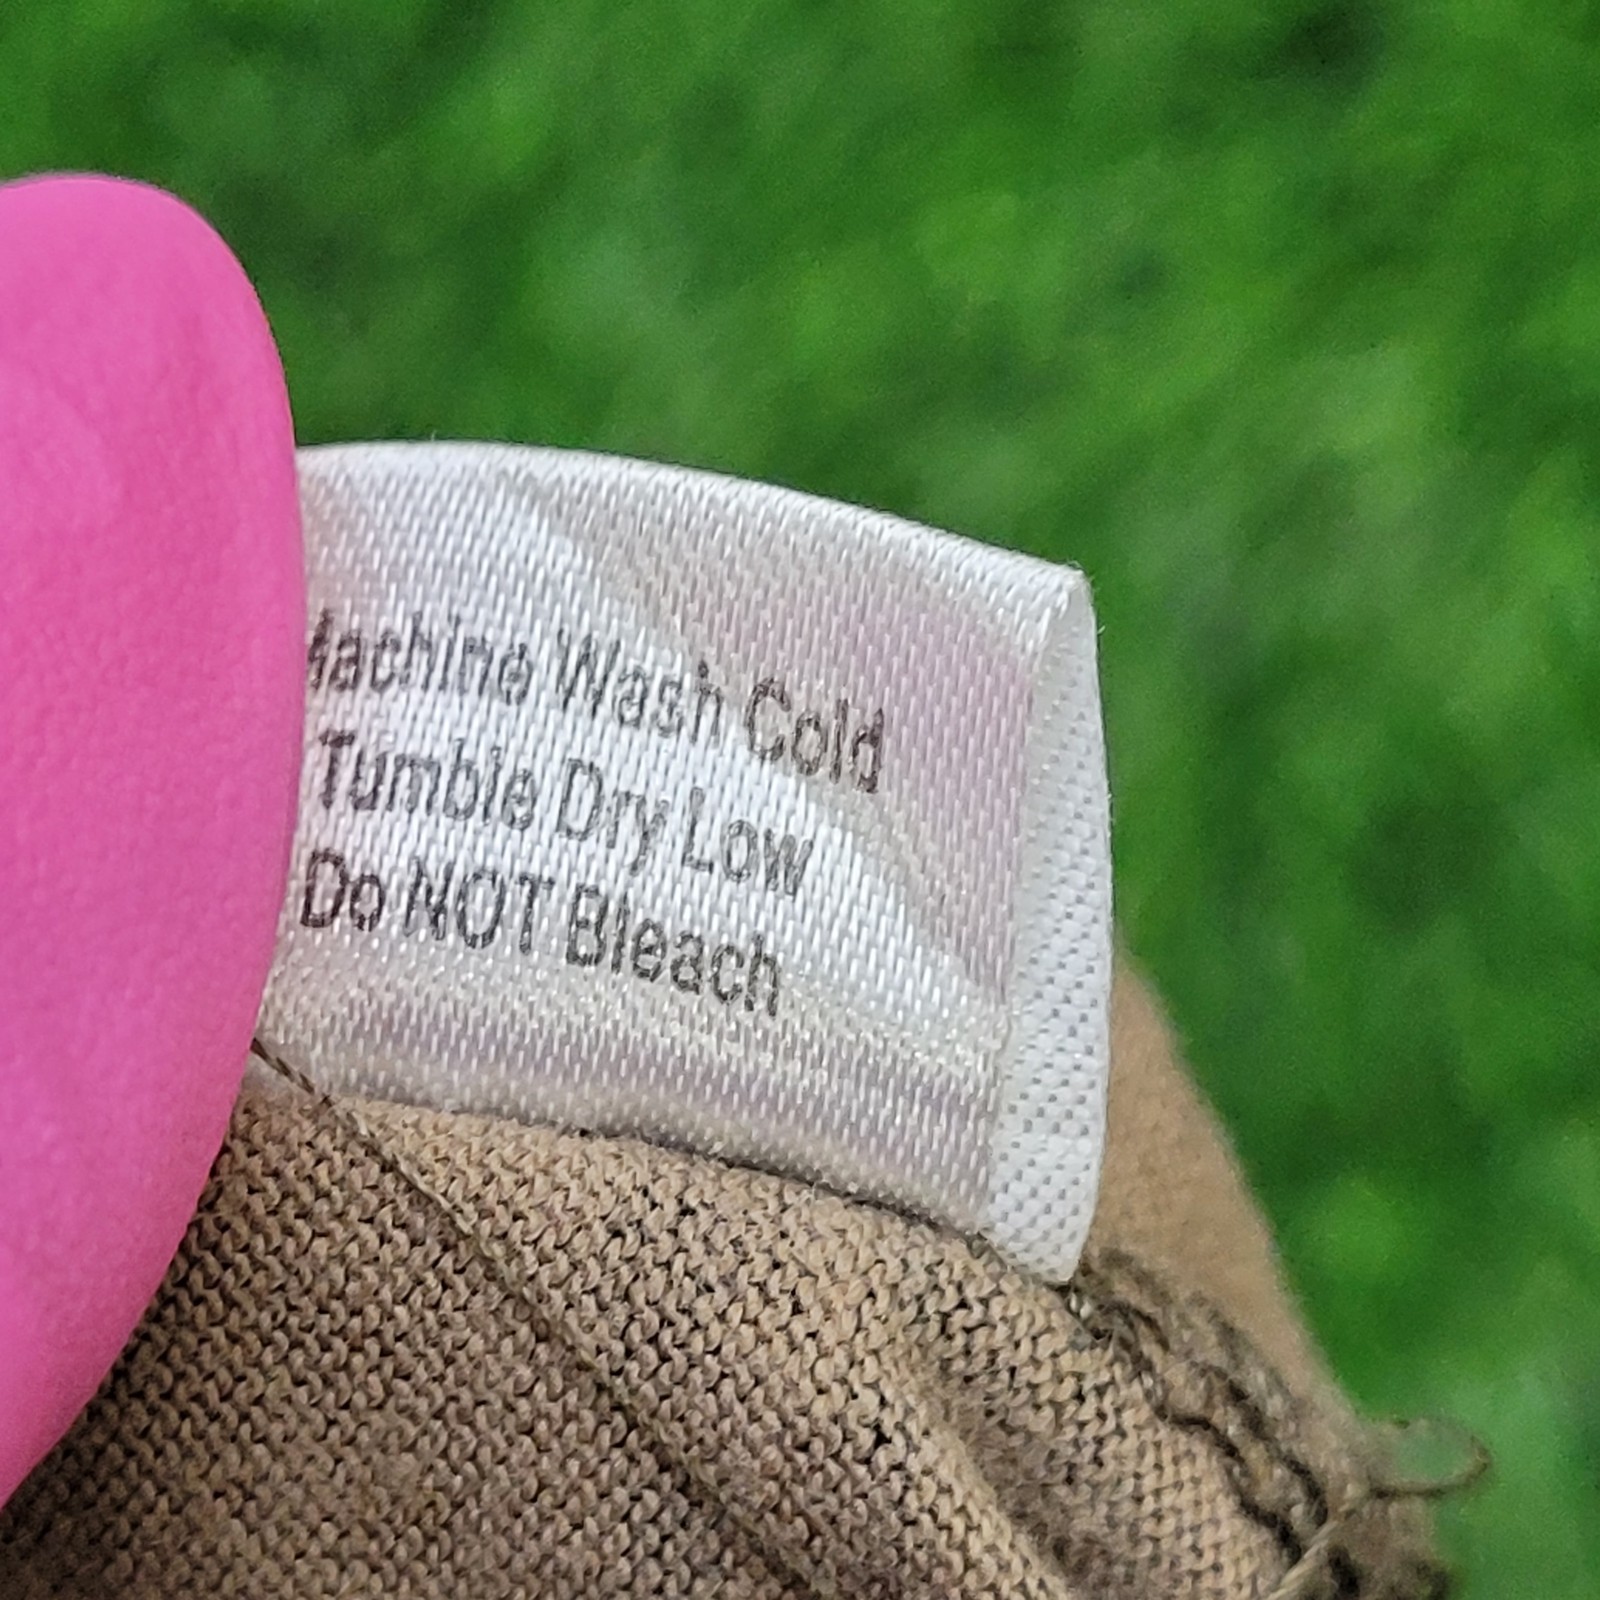 Machine Wash Cold
Tumble Dry Low
Do NOT Bleach